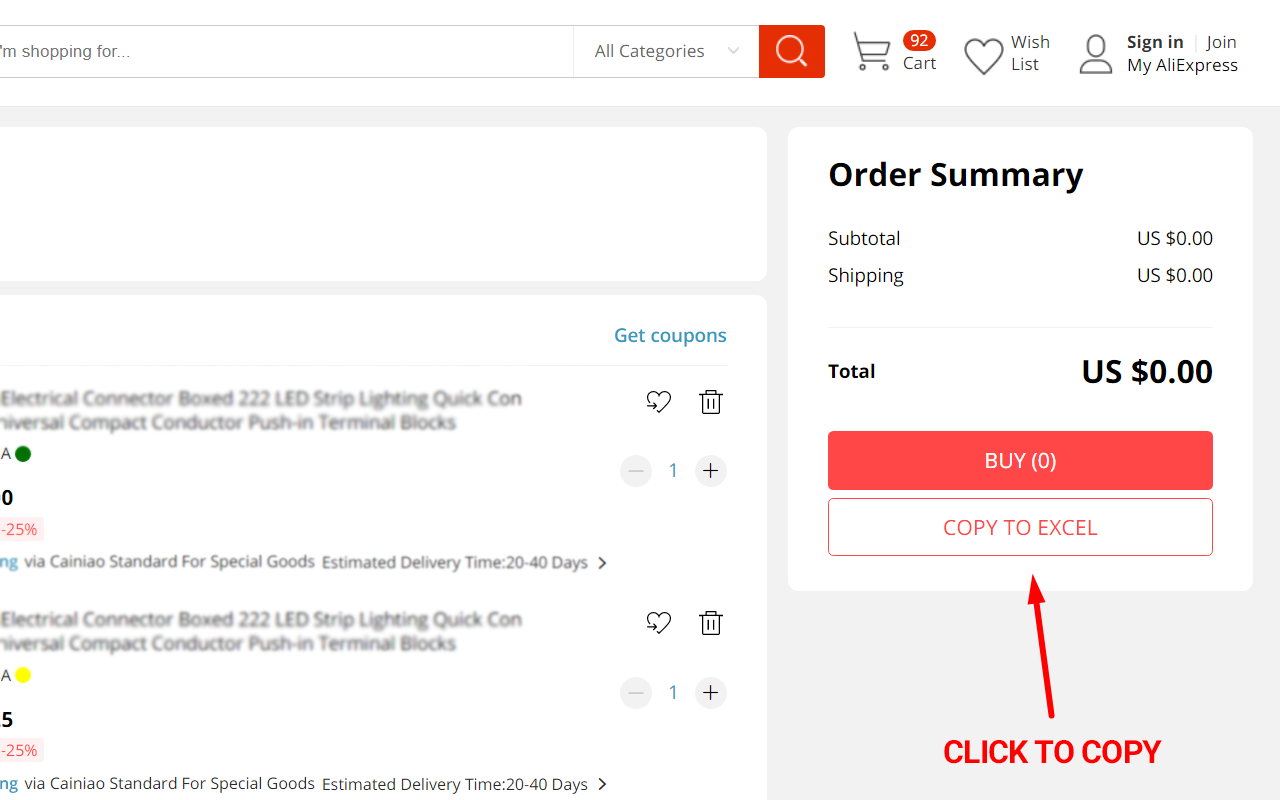 'm shopping for...
All Categories
92
Cart
Wish
List
Sign in | Join
My AliExpress
Order Summary
Subtotal US $0.00
Shipping US $0.00
Total US $0.00
BUY (0)
COPY TO EXCEL
CLICK TO COPY
Get coupons
Electrical Connector Boxed 222 LED Strip Lighting Quick Con
niversal Compact Conductor Push-in Terminal Blocks
A
1
0
-25%
ng via Cainiao Standard For Special Goods Estimated Delivery Time:20-40 Days
Electrical Connector Boxed 222 LED Strip Lighting Quick Con
niversal Compact Conductor Push-in Terminal Blocks
A
1
.5
-25%
ng via Cainiao Standard For Special Goods Estimated Delivery Time:20-40 Days